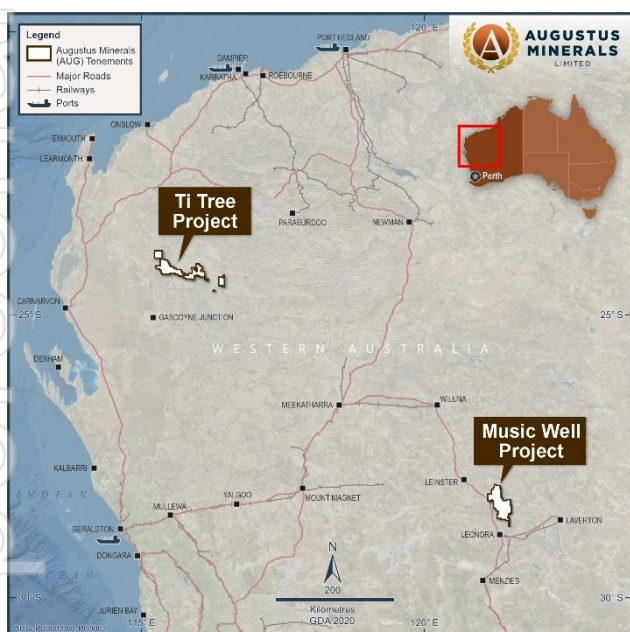 Legend
Augustus Minerals
(AUG) Tenements
Major Roads
Railways
Ports
120°
AUGUSTUS
MINERALS
LIMITED
Perth
PORT HEDLAND
DAMPIER
KARRATHA
ROEBOURNE
ONSLOW
EXMOUTH
LEARMONTH
Ti Tree
Project
PARABURDOO
NEWMAN
CARNARVON
25° S
GASCOYNE JUNCTION
25° S
WESTERN AUSTRALIA
DENHAM
MEEKATHARRA
WILUNA
Music Well
Project
KALBARRI
LEINSTER
INDIAN
YALGOO
MOUNT MAGNET
MULLEWA
LAVERTON
GERALDTON
LEONORA
DONGARA
N
MENZIES
200
Kilometres
GDA 2020
30° S
JURIEN BAY
115°E
120°E
30° S